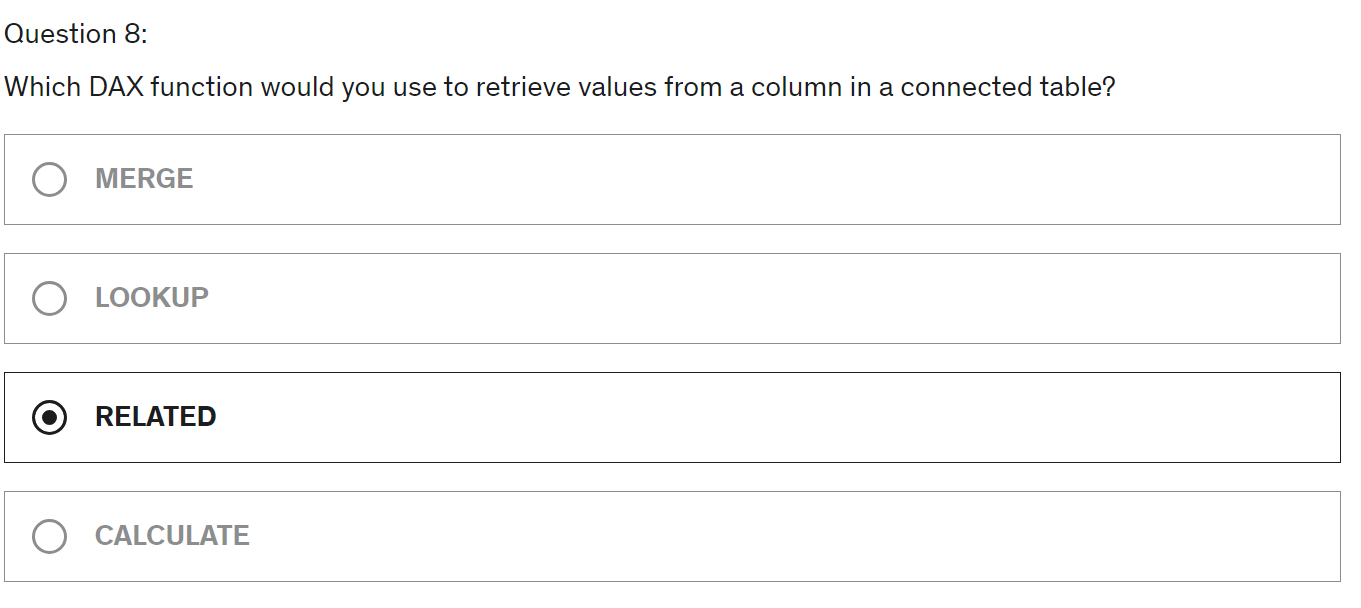 Question 8:
Which DAX function would you use to retrieve values from a column in a connected table?
MERGE
LOOKUP
RELATED
CALCULATE